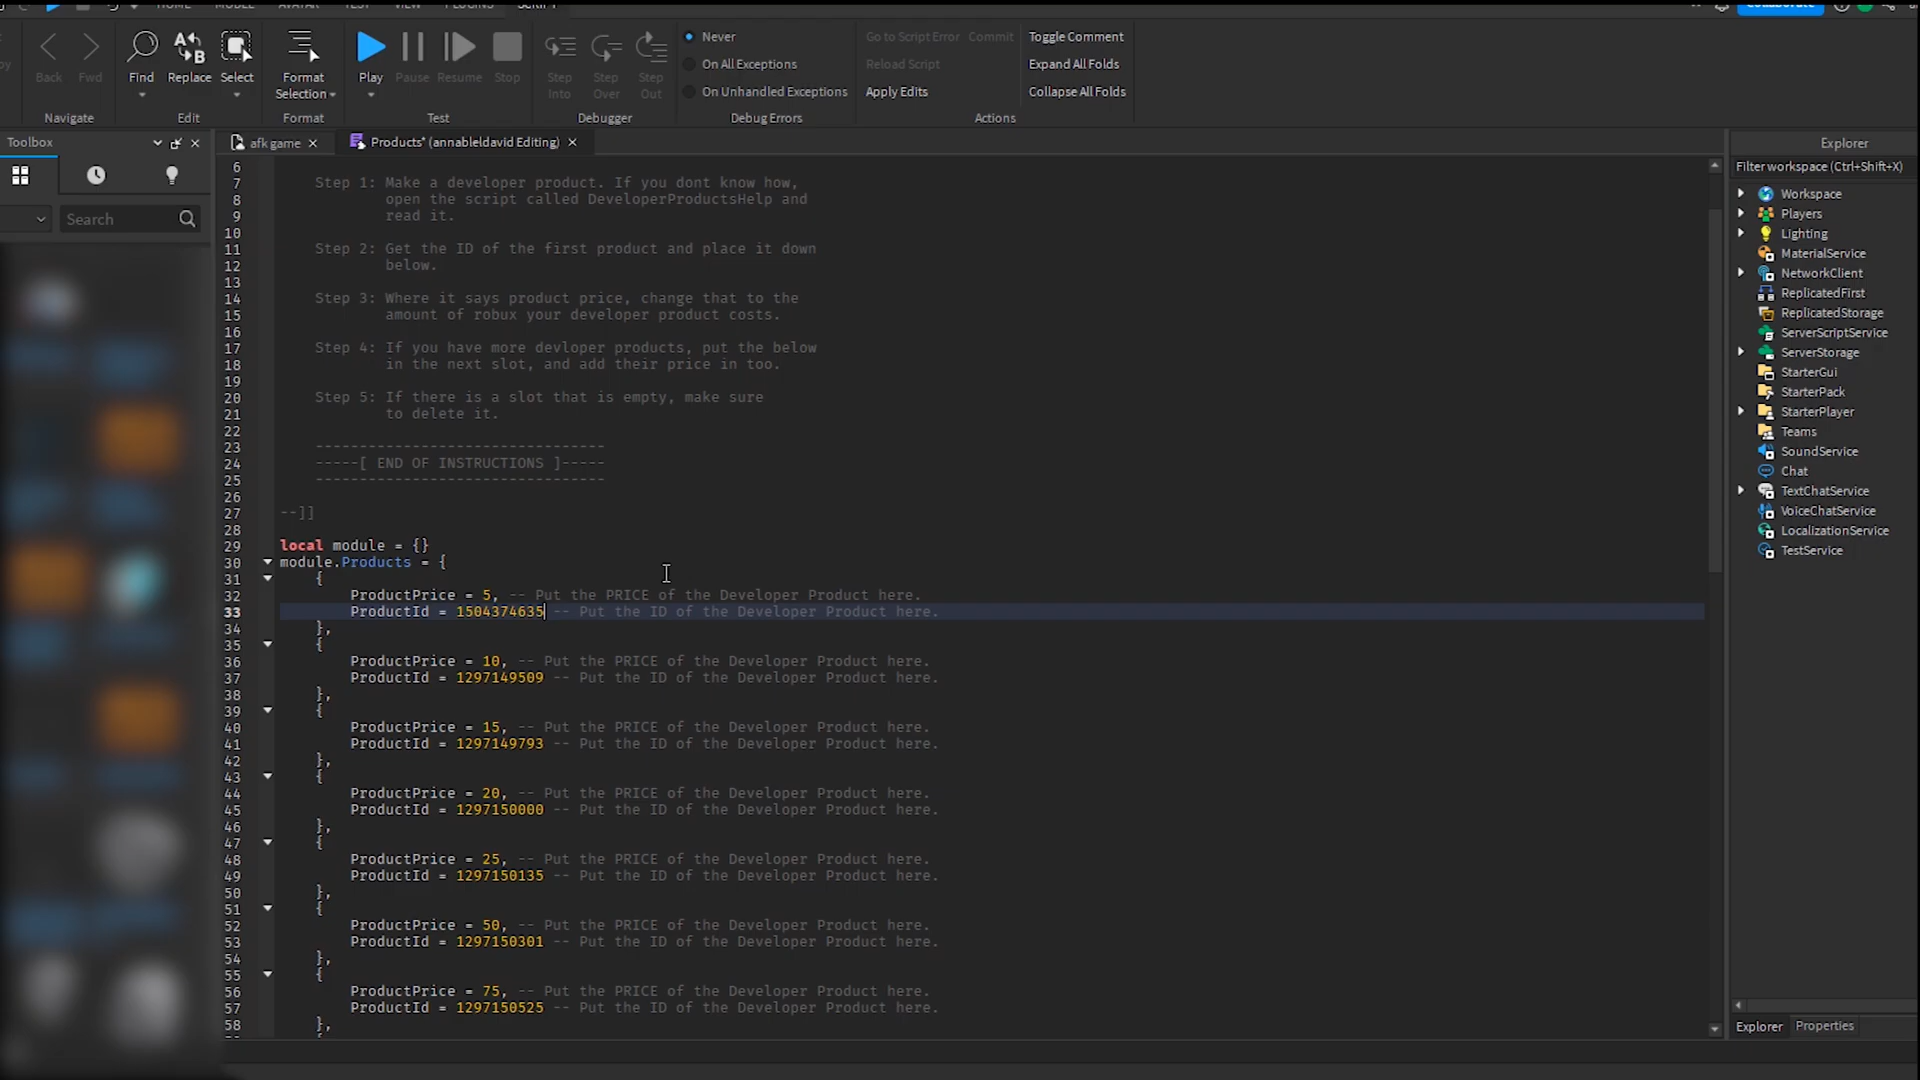 HOME MODEL AVATAR TEST VIEW PLUGINS SCRIPT
Collaborate
Back Fwd
Navigate
Find Replace Select
Edit
Format
Selection
Format
Play Pause Resume Stop
Test
Step
Into
Step
Over
Step
Out
Debugger
Never
On All Exceptions
On Unhandled Exceptions
Debug Errors
Go to Script Error Commit
Reload Script
Apply Edits
Toggle Comment
Expand All Folds
Collapse All Folds
Actions
Toolbox
Search
afk game
Products* (annableldavid Editing)
6
7 Step 1: Make a developer product. If you dont know how,
8 open the script called DeveloperProductsHelp and
9 read it.
10
11 Step 2: Get the ID of the first product and place it down
12 below.
13
14 Step 3: Where it says product price, change that to the
15 amount of robux your developer product costs.
16
17 Step 4: If you have more devloper products, put the below
18 in the next slot, and add their price in too.
19
20 Step 5: If there is a slot that is empty, make sure
21 to delete it.
22
23 ---------------------------------
24 -----[ END OF INSTRUCTIONS ]-----
25 ---------------------------------
26
27 --]]
28
29 local module = {}
30 module.Products = {
31 {
32 ProductPrice = 5, -- Put the PRICE of the Developer Product here.
33 ProductId = 1504374635 -- Put the ID of the Developer Product here.
34 },
35 {
36 ProductPrice = 10, -- Put the PRICE of the Developer Product here.
37 ProductId = 1297149509 -- Put the ID of the Developer Product here.
38 },
39 {
40 ProductPrice = 15, -- Put the PRICE of the Developer Product here.
41 ProductId = 1297149793 -- Put the ID of the Developer Product here.
42 },
43 {
44 ProductPrice = 20, -- Put the PRICE of the Developer Product here.
45 ProductId = 1297150000 -- Put the ID of the Developer Product here.
46 },
47 {
48 ProductPrice = 25, -- Put the PRICE of the Developer Product here.
49 ProductId = 1297150135 -- Put the ID of the Developer Product here.
50 },
51 {
52 ProductPrice = 50, -- Put the PRICE of the Developer Product here.
53 ProductId = 1297150301 -- Put the ID of the Developer Product here.
54 },
55 {
56 ProductPrice = 75, -- Put the PRICE of the Developer Product here.
57 ProductId = 1297150525 -- Put the ID of the Developer Product here.
58 },
Explorer
Filter workspace (Ctrl+Shift+X)
Workspace
Players
Lighting
MaterialService
NetworkClient
ReplicatedFirst
ReplicatedStorage
ServerScriptService
ServerStorage
StarterGui
StarterPack
StarterPlayer
Teams
SoundService
Chat
TextChatService
VoiceChatService
LocalizationService
TestService
Explorer Properties